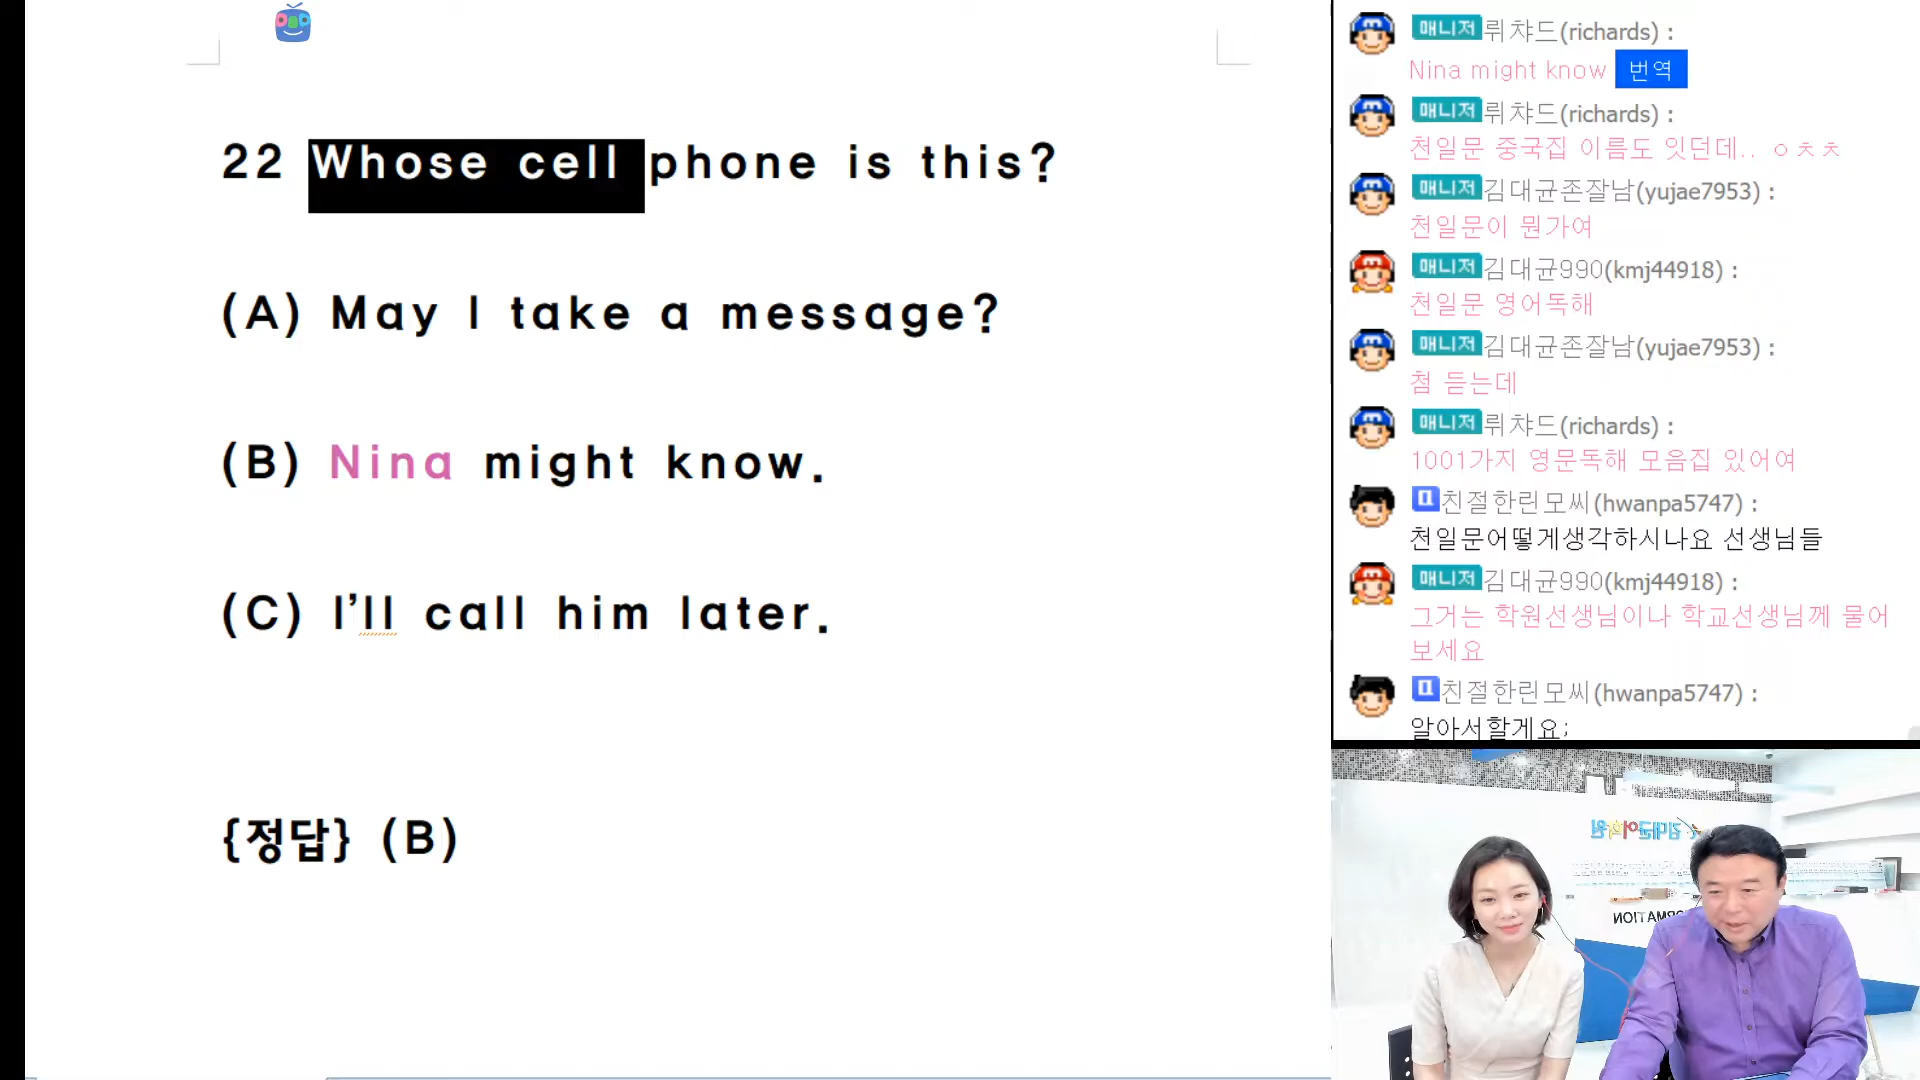 22 Whose cell phone is this?
(A) May I take a message?
(B) Nina might know.
(C) I'll call him later.
{정답} (B)
매니저 뤼챠드(richards) :
Nina might know 번역
매니저 뤼챠드(richards) :
천일문 중국집 이름도 잇던데.. ㅇㅊㅊ
매니저 김대균존잘남(yujae7953) :
천일문이 뭔가여
매니저 김대균990(kmj44918) :
천일문 영어독해
매니저 김대균존잘남(yujae7953) :
첨 듣는데
매니저 뤼챠드(richards) :
1001가지 영문독해 모음집 있어여
친절한린모씨(hwanpa5747) :
천일문어떻게생각하시나요 선생님들
매니저 김대균990(kmj44918) :
그거는 학원선생님이나 학교선생님께 물어
보세요
친절한린모씨(hwanpa5747) :
알아서할게요;
김대균어학원